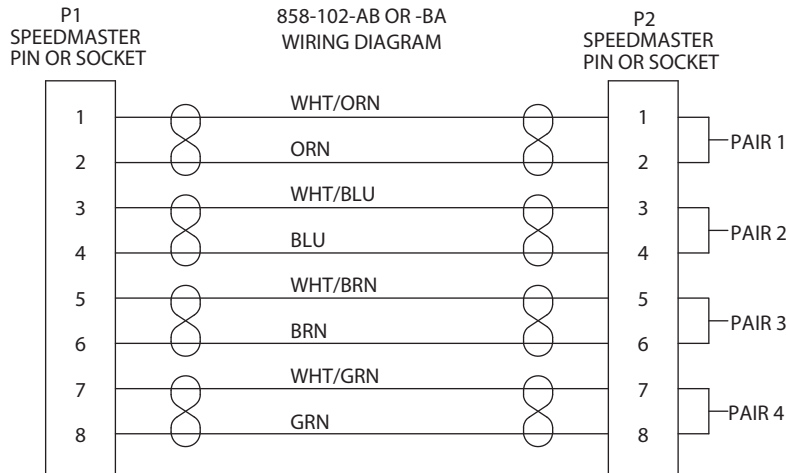 P1
SPEEDMASTER
PIN OR SOCKET
858-102-AB OR -BA
WIRING DIAGRAM
P2
SPEEDMASTER
PIN OR SOCKET
1 WHT/ORN 1
2 ORN 2
PAIR 1
3 WHT/BLU 3
4 BLU 4
PAIR 2
5 WHT/BRN 5
6 BRN 6
PAIR 3
7 WHT/GRN 7
8 GRN 8
PAIR 4